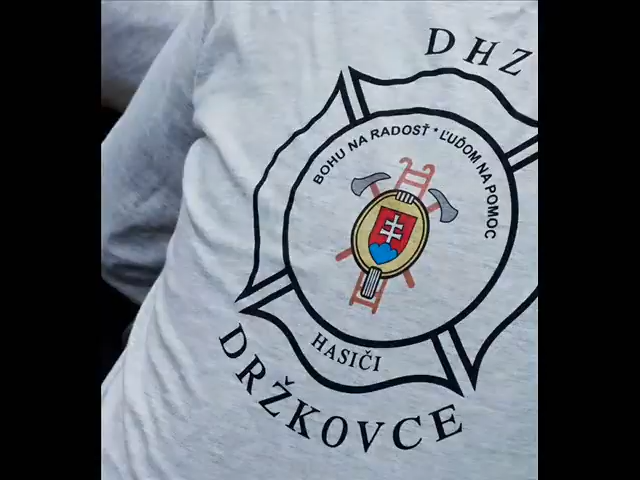 DHZ
BOHU NA RADOSŤ * ĽUĎOM NA POMOC
HASIČI
DRŽKOVCE